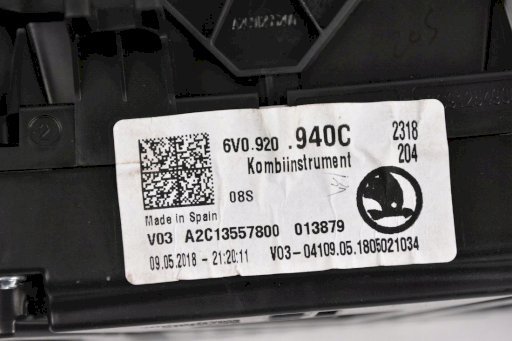 6V0.920 .940C 2318
Kombiinstrument 204
08S
Made in Spain
V03 A2C13557800 013879
09.05.2018 - 21:20:11 V03-04109.05.1805021034
2